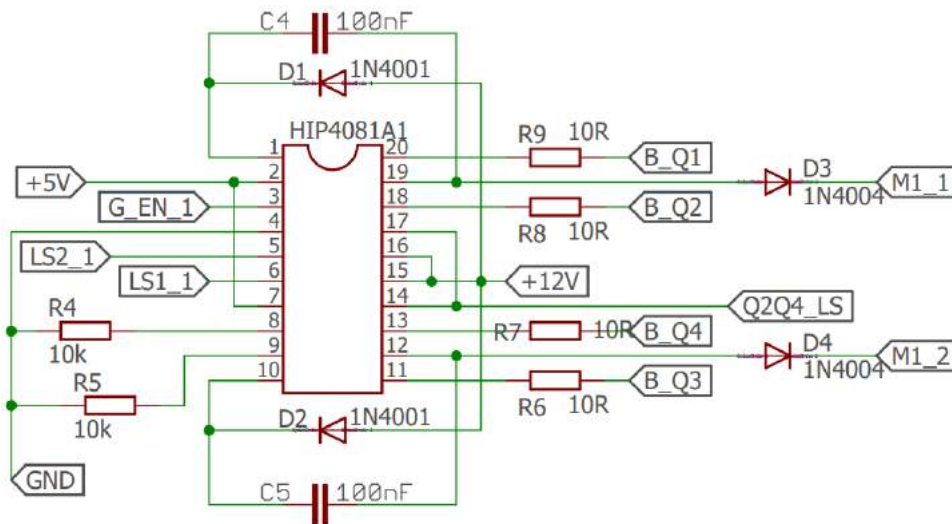 C4
100nF
D1
1N4001
HIP4081A1
R9
10R
B_Q1
1
20
+5V
2
19
D3
M1_1
1N4004
G_EN_1
3
18
B_Q2
R8
10R
4
17
LS2_1
5
16
LS1_1
6
15
+12V
7
14
Q2Q4_LS
R4
10k
8
13
R7
10R
B_Q4
9
12
D4
M1_2
1N4004
R5
10k
10
11
B_Q3
R6
10R
D2
1N4001
GND
C5
100nF